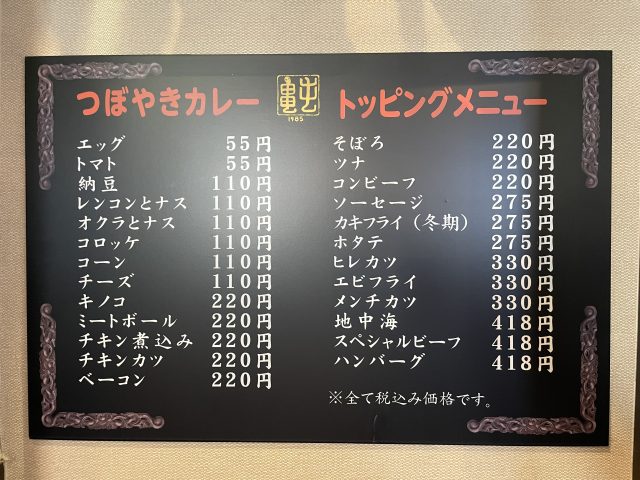 つぼやきカレー
トッピングメニュー
1985
エッグ 55円
トマト 55円
納豆 110円
レンコンとナス 110円
オクラとナス 110円
コロッケ 110円
コーン 110円
チーズ 110円
キノコ 220円
ミートボール 220円
チキン煮込み 220円
チキンカツ 220円
ベーコン 220円
そぼろ 220円
ツナ 220円
コンビーフ 220円
ソーセージ 275円
カキフライ(冬期) 275円
ホタテ 275円
ヒレカツ 330円
エビフライ 330円
メンチカツ 330円
地中海 418円
スペシャルビーフ 418円
ハンバーグ 418円
※全て税込み価格です。